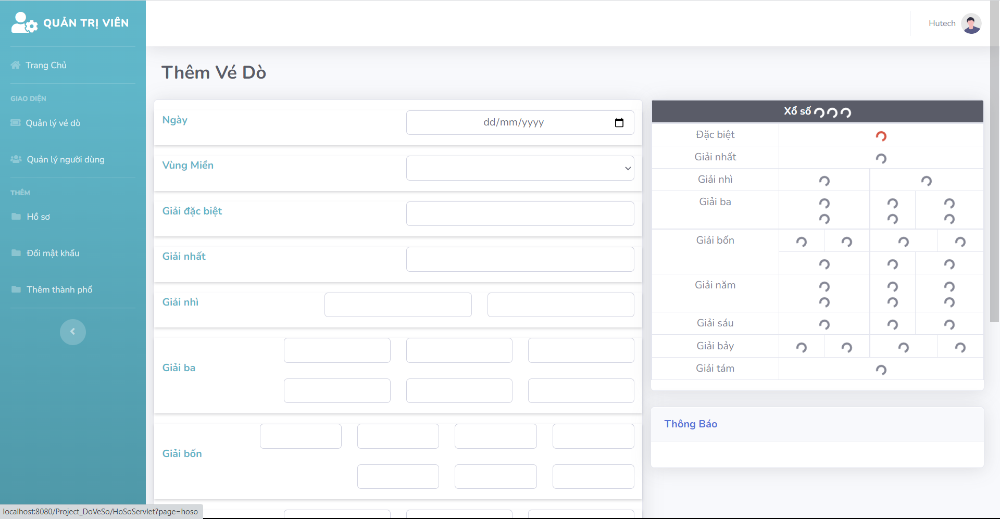 QUẢN TRỊ VIÊN
Trang Chủ
GIAO DIỆN
Quản lý vé dò
Quản lý người dùng
THÊM
Hồ sơ
Đổi mật khẩu
Thêm thành phố
Hutech
Thêm Vé Dò
Ngày
dd/mm/yyyy
Vùng Miền
Giải đặc biệt
Giải nhất
Giải nhì
Giải ba
Giải bốn
Xổ số
Đặc biệt
Giải nhất
Giải nhì
Giải ba
Giải bốn
Giải năm
Giải sáu
Giải bảy
Giải tám
Thông Báo
localhost:8080/Project_DoVeSo/HoSoServlet?page=hoso